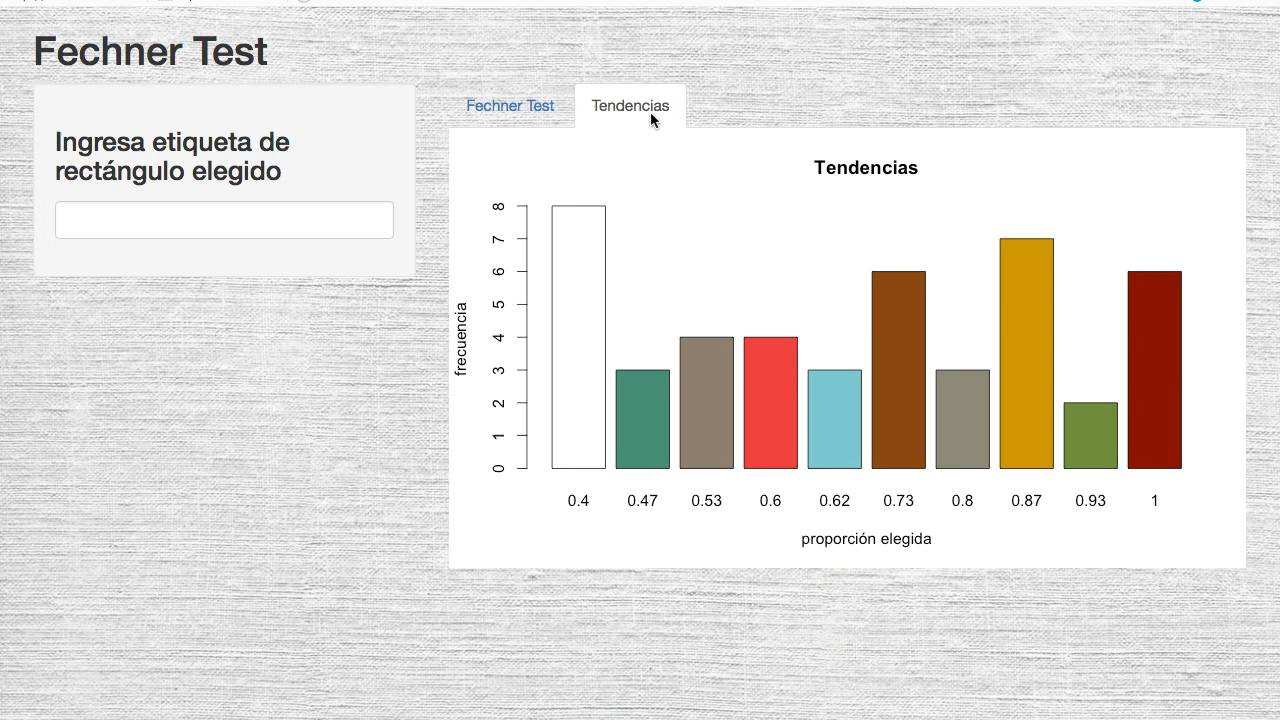 Fechner Test
Ingresa etiqueta de
rectángulo elegido
Fechner Test
Tendencias
Tendencias
frecuencia
8
7
6
5
4
3
2
1
0
0.4 0.47 0.53 0.6 0.62 0.73 0.8 0.87 0.93 1
proporción elegida